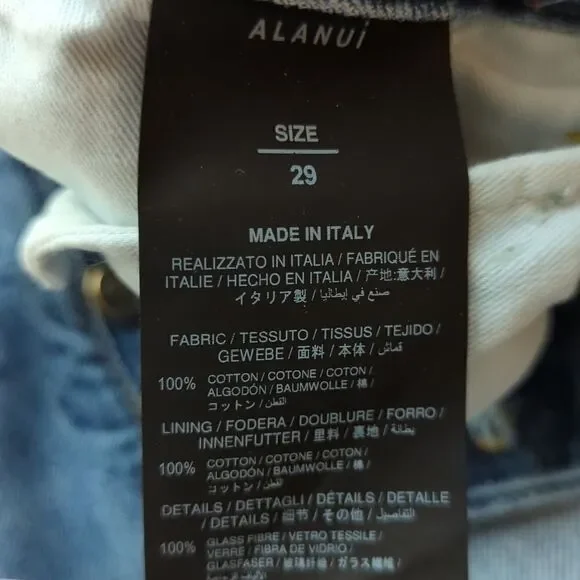 ALANUi
SIZE
29
MADE IN ITALY
REALIZZATO IN ITALIA / FABRIQUÉ EN
ITALIE / HECHO EN ITALIA / 产地:意大利 /
イタリア製 / صنع في إيطاليا /
FABRIC / TESSUTO / TISSUS / TEJIDO /
GEWEBE / 面料 / 本体 / قماش
100% COTTON / COTONE / COTON /
ALGODÓN / BAUMWOLLE / 棉 /
コットン / القطن
LINING / FODERA / DOUBLURE / FORRO /
INNENFUTTER / 里料 / 裏地 / بطانة /
100% COTTON / COTONE / COTON /
ALGODÓN / BAUMWOLLE / 棉 /
コットン / القطن
DETAILS / DETTAGLI / DÉTAILS / DETALLE
/ DETAILS / 细节 / その他 / التفاصيل /
100% GLASS FIBRE / VETRO TESSILE /
VERRE / FIBRA DE VIDRIO /
GLASFASER / 玻璃纤维 / ガラス繊維 /